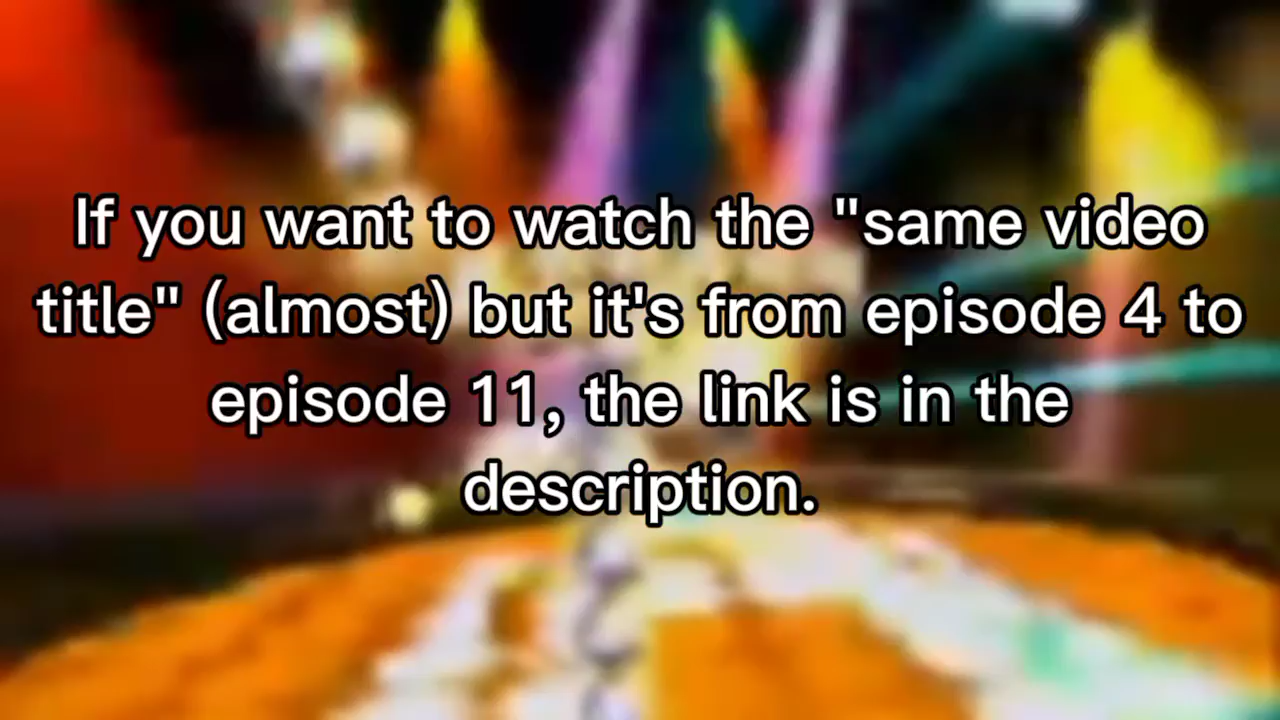 If you want to watch the "same video
title" (almost) but it's from episode 4 to
episode 11, the link is in the
description.